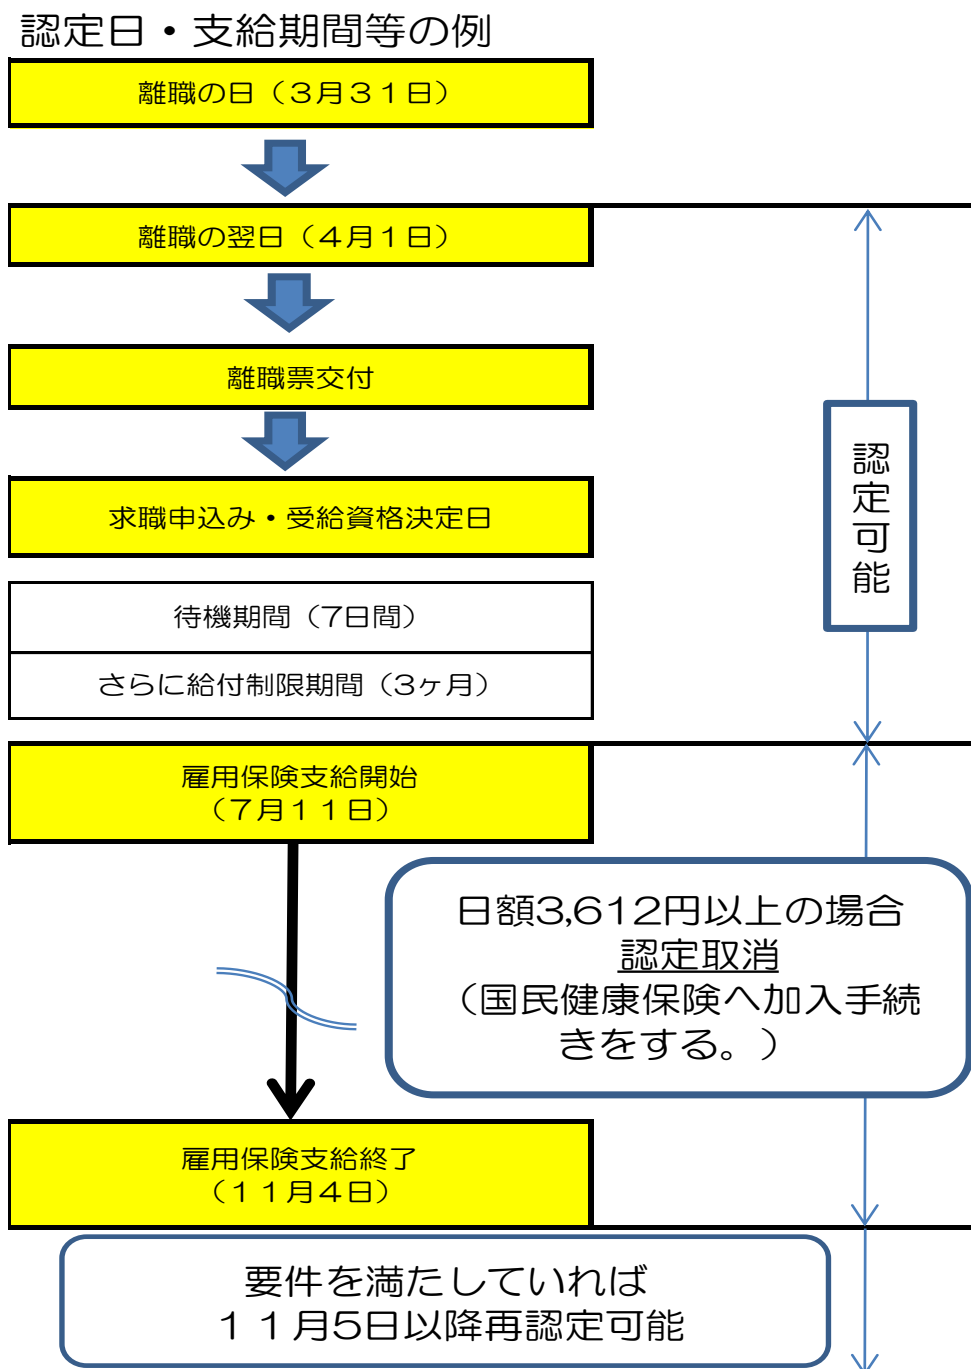 認定日・支給期間等の例
離職の日（３月３１日）
離職の翌日（４月１日）
離職票交付
求職申込み・受給資格決定日
待機期間（7日間）
さらに給付制限期間（3ヶ月）
認定可能
雇用保険支給開始
（７月１１日）
日額3,612円以上の場合
認定取消
（国民健康保険へ加入手続
きをする。）
雇用保険支給終了
（１１月４日）
要件を満たしていれば
１１月5日以降再認定可能